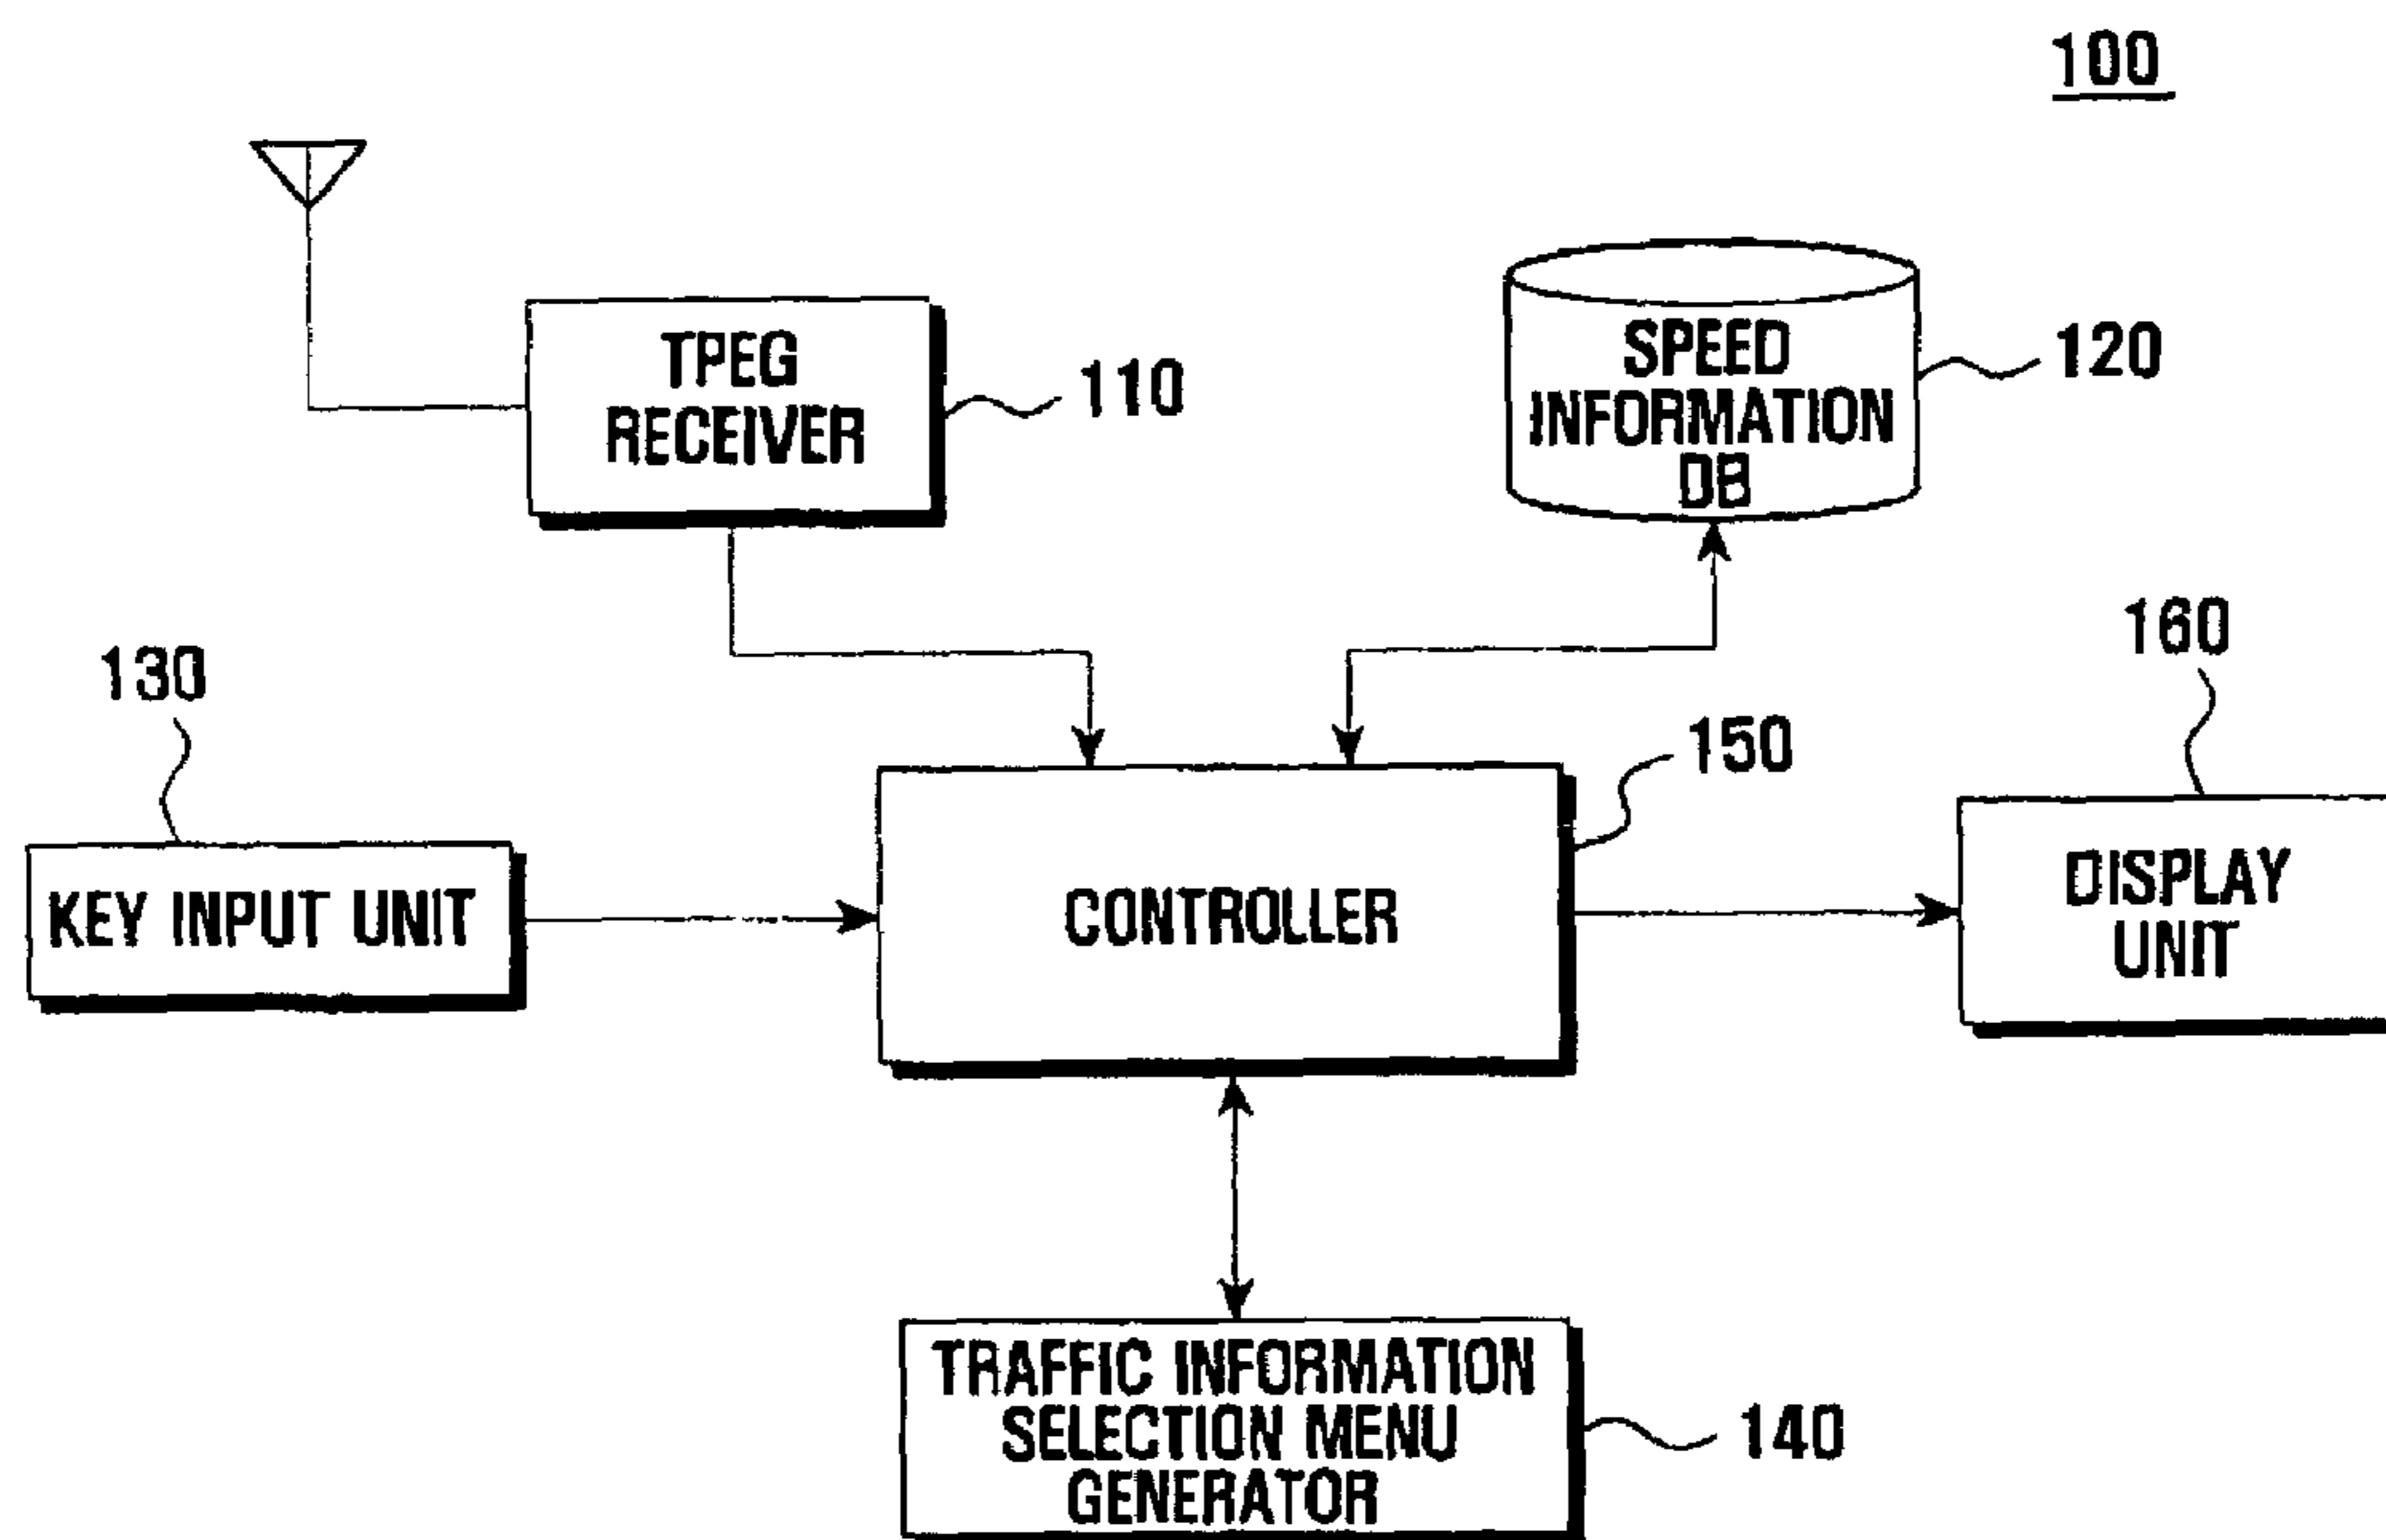 100
TPEG
RECEIVER
110
SPEED
INFORMATION
DB
120
130
160
150
KEY INPUT UNIT
CONTROLLER
DISPLAY
UNIT
TRAFFIC INFORMATION
SELECTION MENU
GENERATOR
140